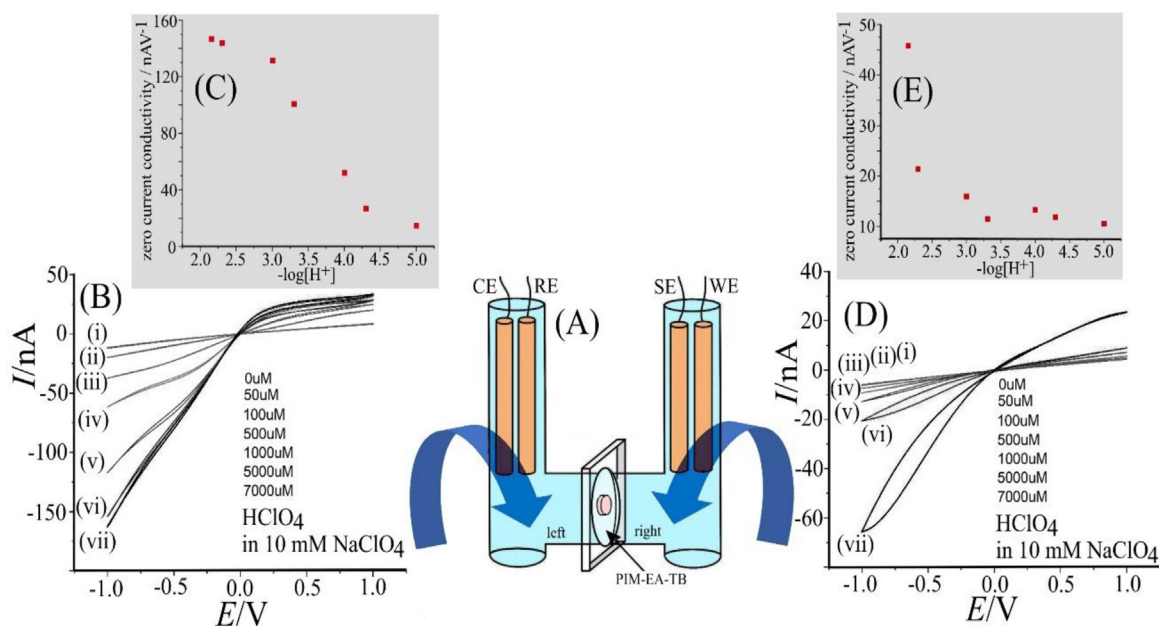 (C)
zero current conductivity / nAV-1
160
120
80
40
0
2.0 2.5 3.0 3.5 4.0 4.5 5.0
-log[H+]
(E)
zero current conductivity / nAV-1
50
40
30
20
10
2.0 2.5 3.0 3.5 4.0 4.5 5.0
-log[H+]
(B)
I/nA
50
0
-50
-100
-150
(i)
(ii)
(iii)
(iv)
(v)
(vi)
(vii)
0uM
50uM
100uM
500uM
1000uM
5000uM
7000uM
HClO4
in 10 mM NaClO4
-1.0 -0.5 0.0 0.5 1.0
E/V
CE RE
(A)
SE WE
left right
PIM-EA-TB
(D)
I/nA
40
20
0
-20
-40
-60
(iii) (ii) (i)
(iv)
(v)
(vi)
(vii)
0uM
50uM
100uM
500uM
1000uM
5000uM
7000uM
HClO4
in 10 mM NaClO4
-1.0 -0.5 0.0 0.5 1.0
E/V